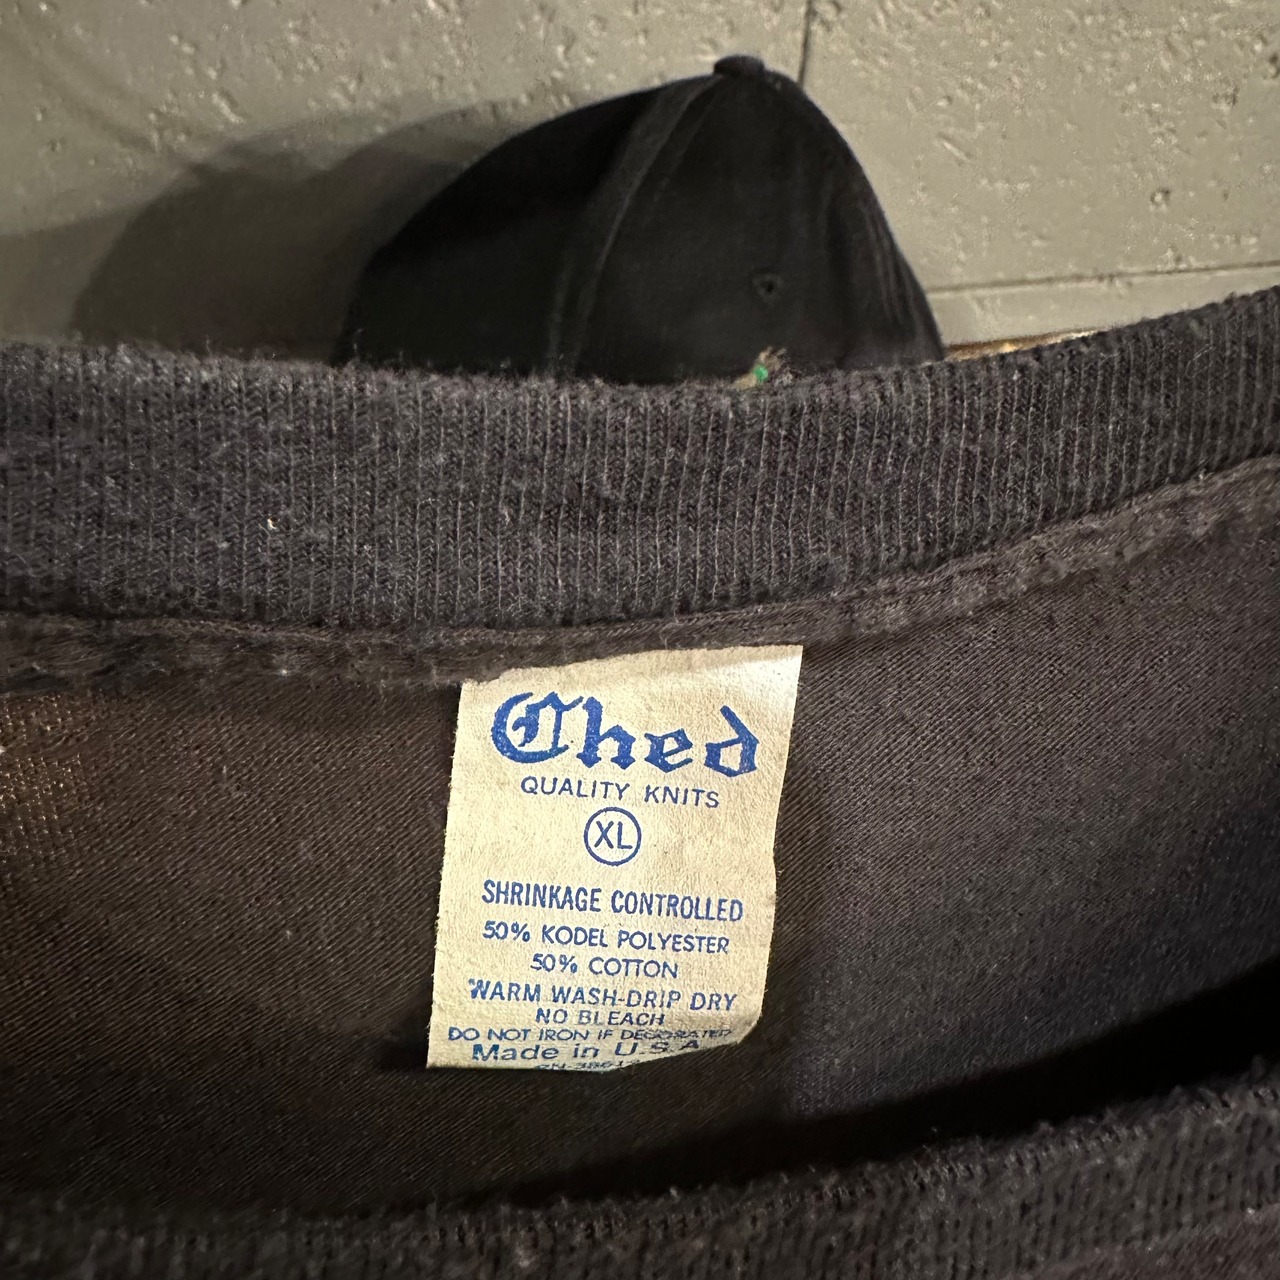 Ched
QUALITY KNITS
XL
SHRINKAGE CONTROLLED
50% KODEL POLYESTER
50% COTTON
WARM WASH-DRIP DRY
NO BLEACH
DO NOT IRON IF DECORATED
Made in U.S.A.